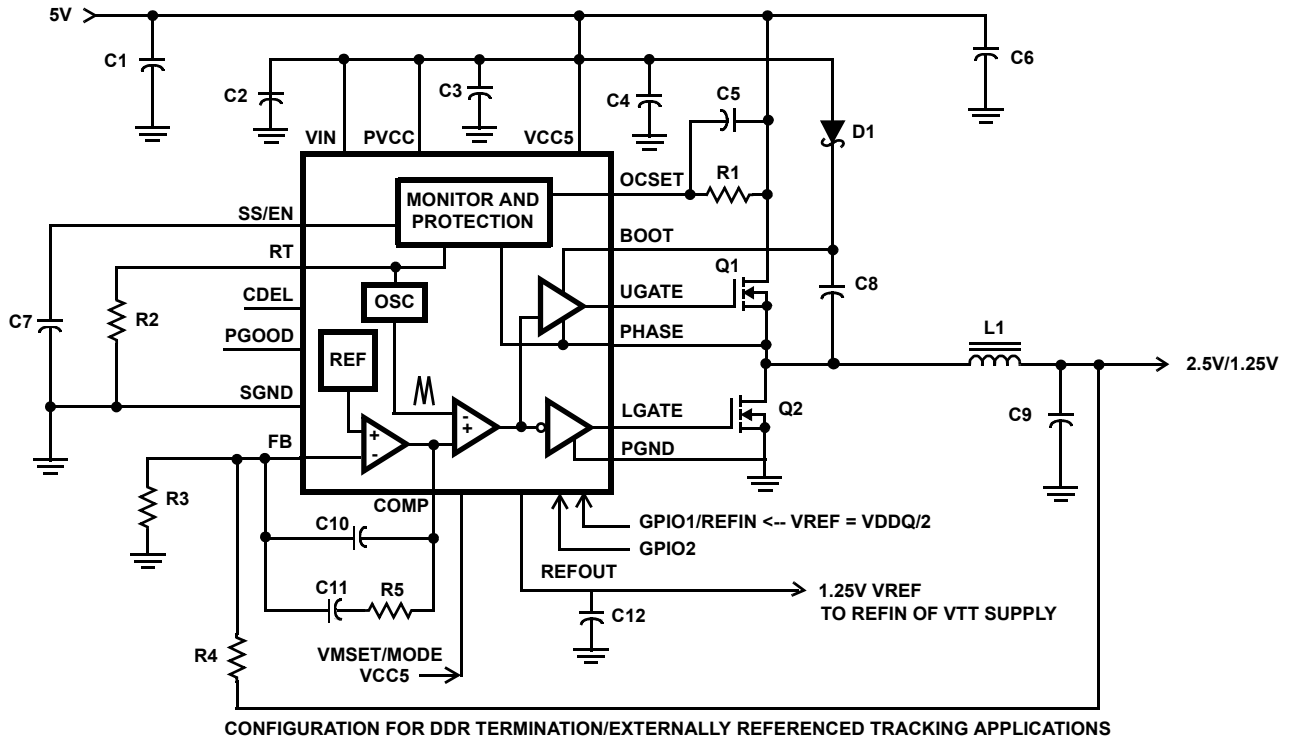 5V
C1
C6
C2
C3
C4
C5
D1
VIN
PVCC
VCC5
OCSET
R1
MONITOR AND
PROTECTION
SS/EN
BOOT
RT
Q1
C8
CDEL
OSC
UGATE
C7
R2
L1
PGOOD
PHASE
REF
2.5V/1.25V
SGND
LGATE
Q2
C9
FB
+
-
-
+
PGND
R3
COMP
C10
GPIO1/REFIN <-- VREF = VDDQ/2
GPIO2
C11
R5
REFOUT
1.25V VREF
TO REFIN OF VTT SUPPLY
C12
R4
VMSET/MODE
VCC5
CONFIGURATION FOR DDR TERMINATION/EXTERNALLY REFERENCED TRACKING APPLICATIONS